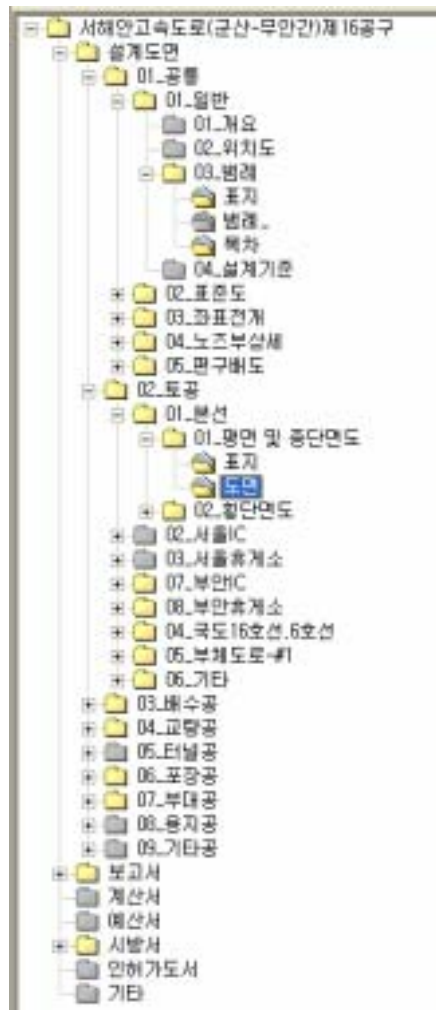 서해안고속도로(군산-무안간)제16공구
설계도면
01_공통
01_일반
01_개요
02_위치도
03_범례
표지
범례_
목차
04_설계기준
02_표준도
03_좌표전개
04_노즈부상세
05_편구배도
02_토공
01_본선
01_평면 및 종단면도
표지
도면
02_횡단면도
02_서울IC
03_서울휴게소
07_부안IC
08_부안휴게소
04_국도16호선,6호선
05_부체도로-#1
06_기타
03_배수공
04_교량공
05_터널공
06_포장공
07_부대공
08_용지공
09_기타공
보고서
계산서
예산서
시방서
인허가도서
기타